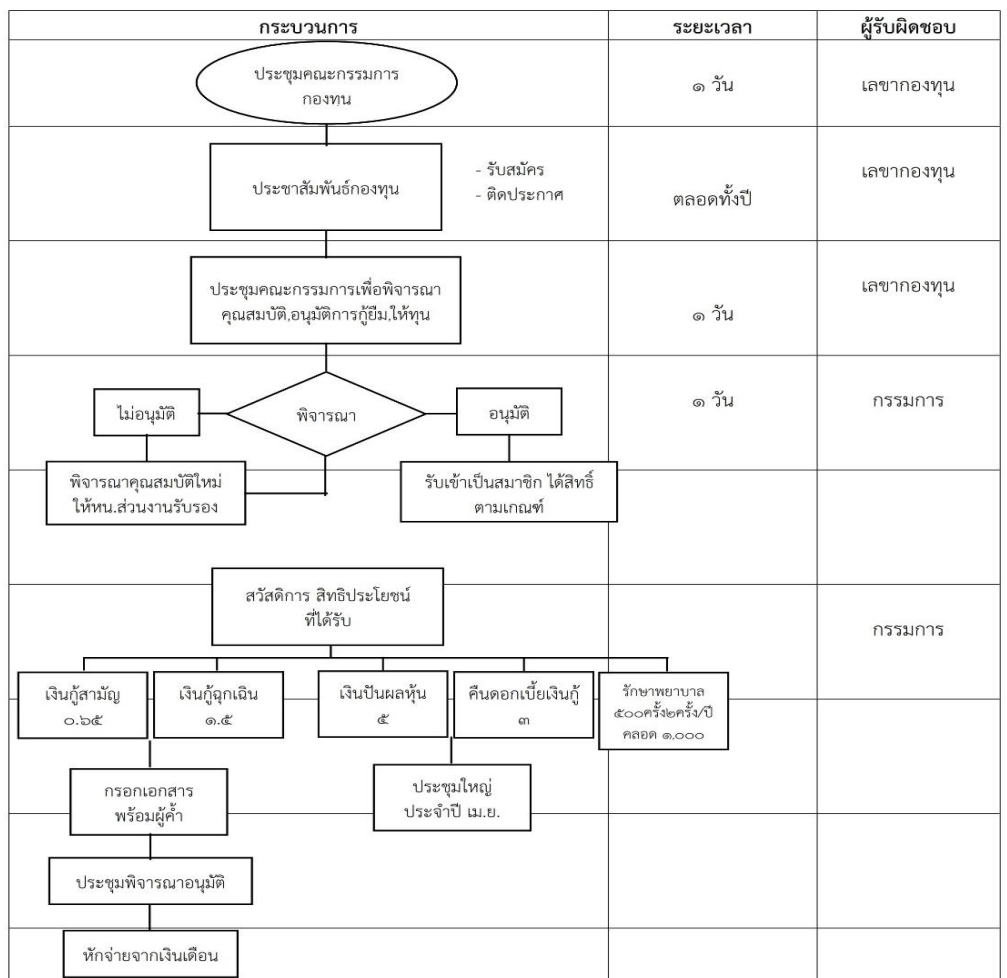 กระบวนการ ระยะเวลา ผู้รับผิดชอบ
ประชุมคณะกรรมการ
กองทุน
๑ วัน เลขากองทุน
ประชาสัมพันธ์กองทุน
- รับสมัคร
- ติดประกาศ
ตลอดทั้งปี
เลขากองทุน
ประชุมคณะกรรมการเพื่อพิจารณา
คุณสมบัติ,อนุมัติการกู้ยืม,ให้ทุน
๑ วัน
เลขากองทุน
ไม่อนุมัติ พิจารณา อนุมัติ
๑ วัน กรรมการ
พิจารณาคุณสมบัติใหม่
ให้หน.ส่วนงานรับรอง
รับเข้าเป็นสมาชิก ได้สิทธิ์
ตามเกณฑ์
สวัสดิการ สิทธิประโยชน์
ที่ได้รับ
กรรมการ
เงินกู้สามัญ
๐.๖๕
เงินกู้ฉุกเฉิน
๑.๕
เงินปันผลหุ้น
๕
คืนดอกเบี้ยเงินกู้
๓
รักษาพยาบาล
๕๐๐ครั้ง๒ครั้ง/ปี
คลอด ๑,๐๐๐
กรอกเอกสาร
พร้อมผู้ค้ำ
ประชุมใหญ่
ประจำปี เม.ย.
ประชุมพิจารณาอนุมัติ
หักจ่ายจากเงินเดือน